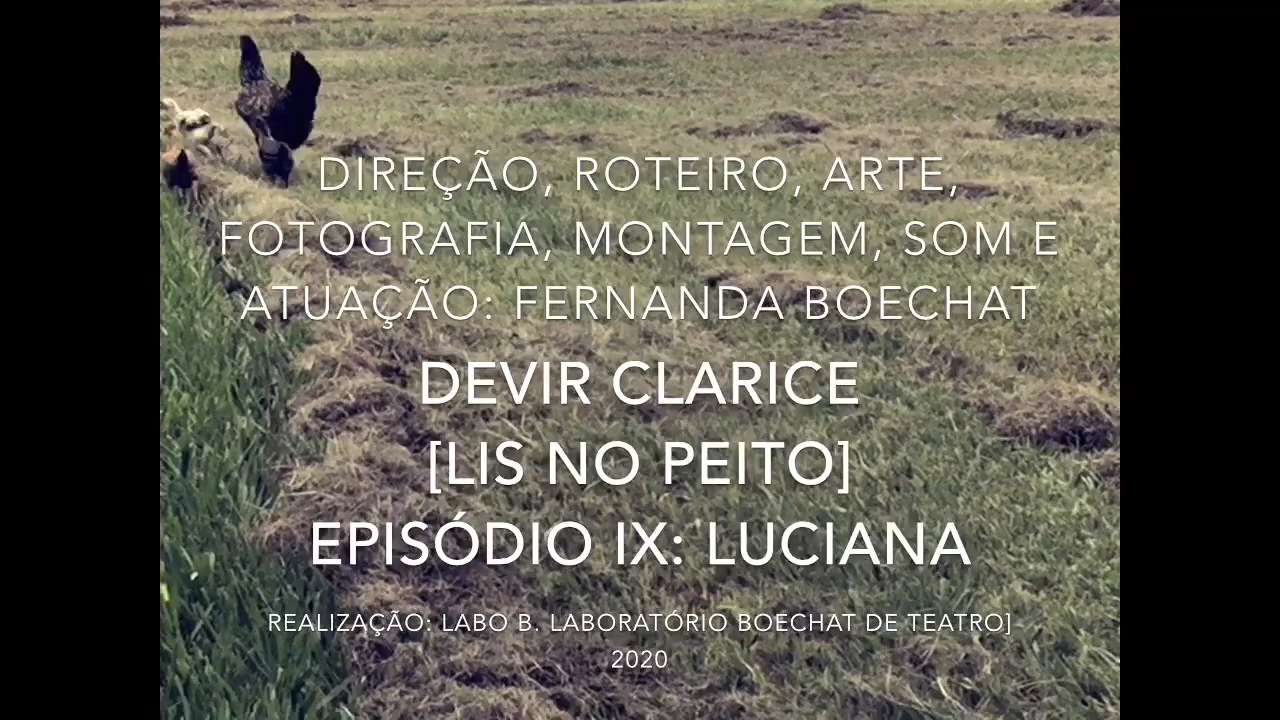 DIREÇÃO, ROTEIRO, ARTE,
FOTOGRAFIA, MONTAGEM, SOM E
ATUAÇÃO: FERNANDA BOECHAT
DEVIR CLARICE
[LIS NO PEITO]
EPISÓDIO IX: LUCIANA
REALIZAÇÃO: LABO B. LABORATÓRIO BOECHAT DE TEATRO]
2020